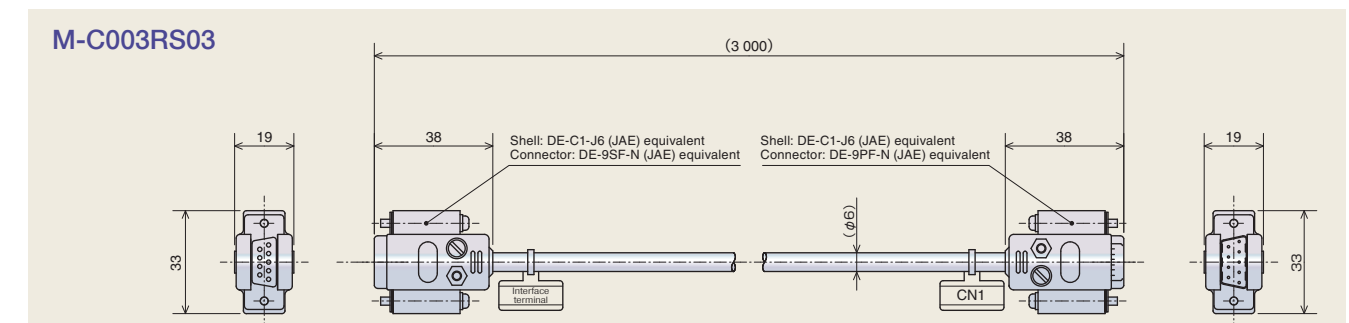 M-C003RS03
(3 000)
19
38
Shell: DE-C1-J6 (JAE) equivalent
Connector: DE-9SF-N (JAE) equivalent
Shell: DE-C1-J6 (JAE) equivalent
Connector: DE-9PF-N (JAE) equivalent
38
19
33
(φ6)
33
Interface
terminal
CN1